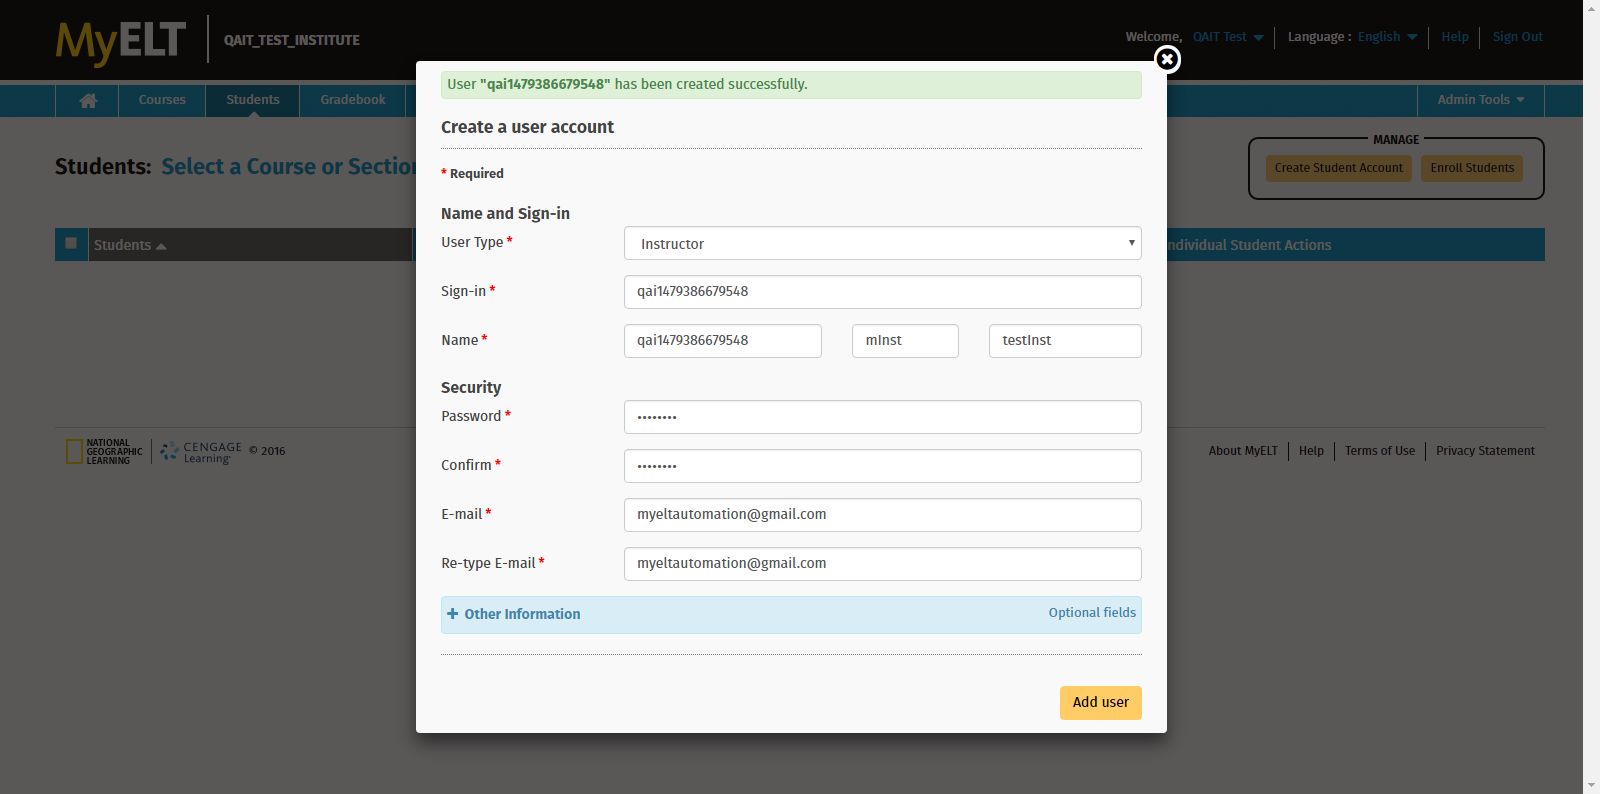 MyELT
QAIT_TEST_INSTITUTE
Welcome, QAIT Test Language : English Help Sign Out
Courses Students Gradebook Admin Tools
User "qai1479386679548" has been created successfully.
Create a user account
MANAGE
Create Student Account Enroll Students
Students: Select a Course or Section
* Required
Name and Sign-in
User Type * Instructor
Students
ndividual Student Actions
Sign-in * qai1479386679548
Name * qai1479386679548 mInst testInst
Security
Password * ••••••••
Confirm * ••••••••
E-mail * myeltautomation@gmail.com
Re-type E-mail * myeltautomation@gmail.com
Other Information Optional fields
Add user
NATIONAL
GEOGRAPHIC
LEARNING
CENGAGE
Learning
© 2016
About MyELT Help Terms of Use Privacy Statement